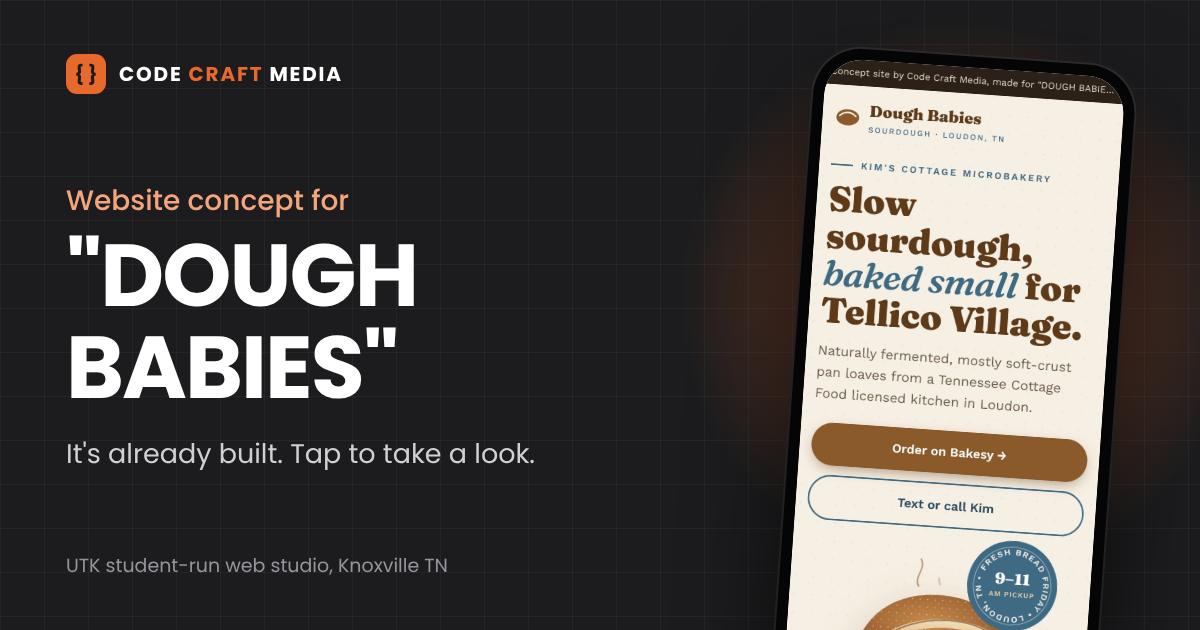 { }
CODE CRAFT MEDIA
Website concept for
"DOUGH
BABIES"
It's already built. Tap to take a look.
UTK student-run web studio, Knoxville TN
Concept site by Code Craft Media, made for "DOUGH BABIE...
Dough Babies
SOURDOUGH · LOUDON, TN
KIM'S COTTAGE MICROBAKERY
Slow
sourdough,
baked small for
Tellico Village.
Naturally fermented, mostly soft-crust
pan loaves from a Tennessee Cottage
Food licensed kitchen in Loudon.
Order on Bakesy →
Text or call Kim
FRESH BREAD FRIDAY • LOUDON, TN •
9–11
AM PICKUP